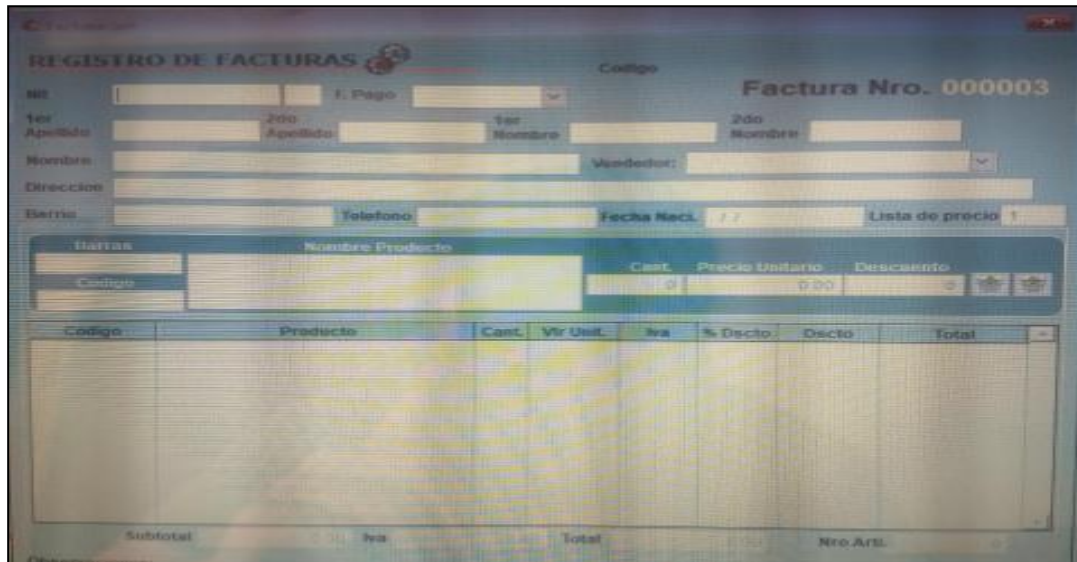 REGISTRO DE FACTURAS
Codigo
Factura Nro. 000003
Nit
F. Pago
1er Apellido
2do Apellido
1er Nombre
2do Nombre
Nombre
Vendedor:
Direccion
Barrio
Telefono
Fecha Naci. / /
Lista de precio 1
Barras
Nombre Producto
Codigo
Cant. Precio Unitario Descuento
0 0.00 0
Codigo Producto Cant. Vlr Unit. Iva % Dscto Dscto Total
Subtotal Iva Total Nro Arti.